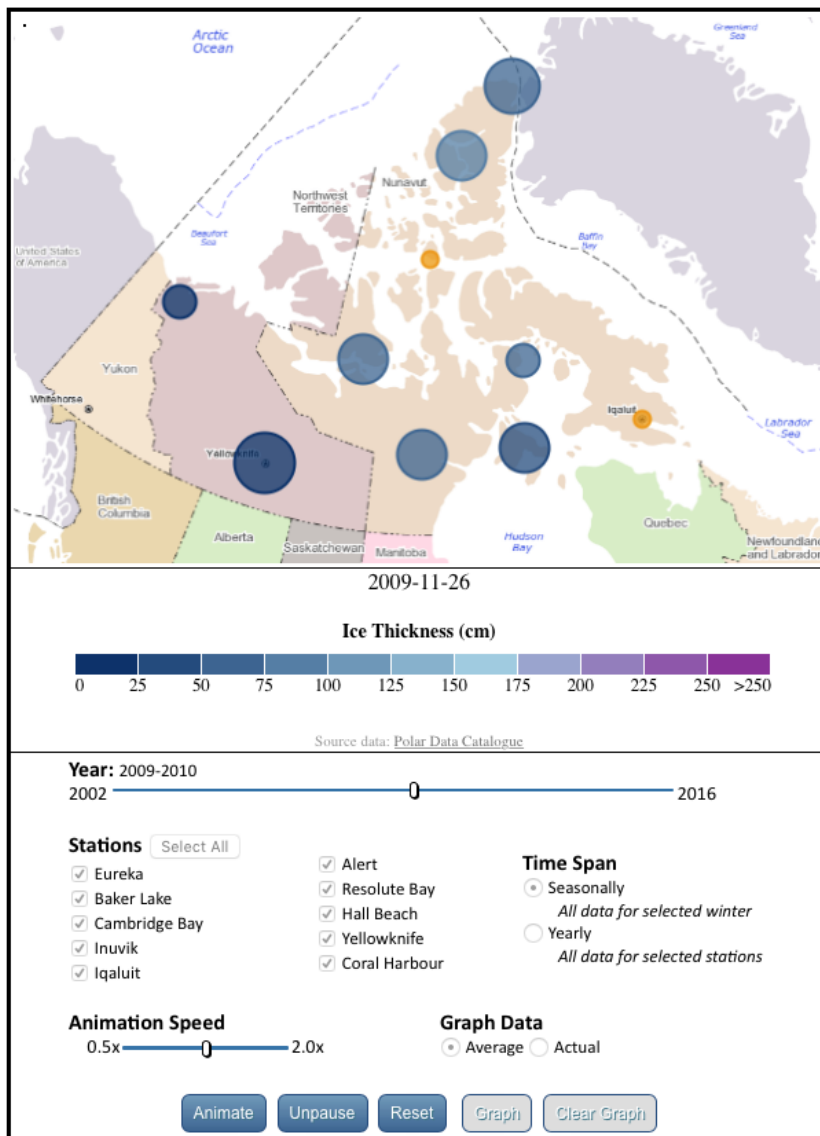 Arctic
Ocean
Greenland
Sea
Nunavut
Northwest
Territories
Beaufort
Sea
Baffin
Bay
United States
of America
Yukon
Whitehorse
Iqaluit
Labrador
Sea
Yellowknife
British
Columbia
Alberta
Saskatchewan
Manitoba
Hudson
Bay
Quebec
Newfoundland
and Labrador
2009-11-26
Ice Thickness (cm)
0 25 50 75 100 125 150 175 200 225 250 >250
Source data: Polar Data Catalogue
Year: 2009-2010
2002 2016
Stations Select All
Eureka
Baker Lake
Cambridge Bay
Inuvik
Iqaluit
Alert
Resolute Bay
Hall Beach
Yellowknife
Coral Harbour
Time Span
Seasonally
All data for selected winter
Yearly
All data for selected stations
Animation Speed
0.5x 2.0x
Graph Data
Average Actual
Animate Unpause Reset Graph Clear Graph